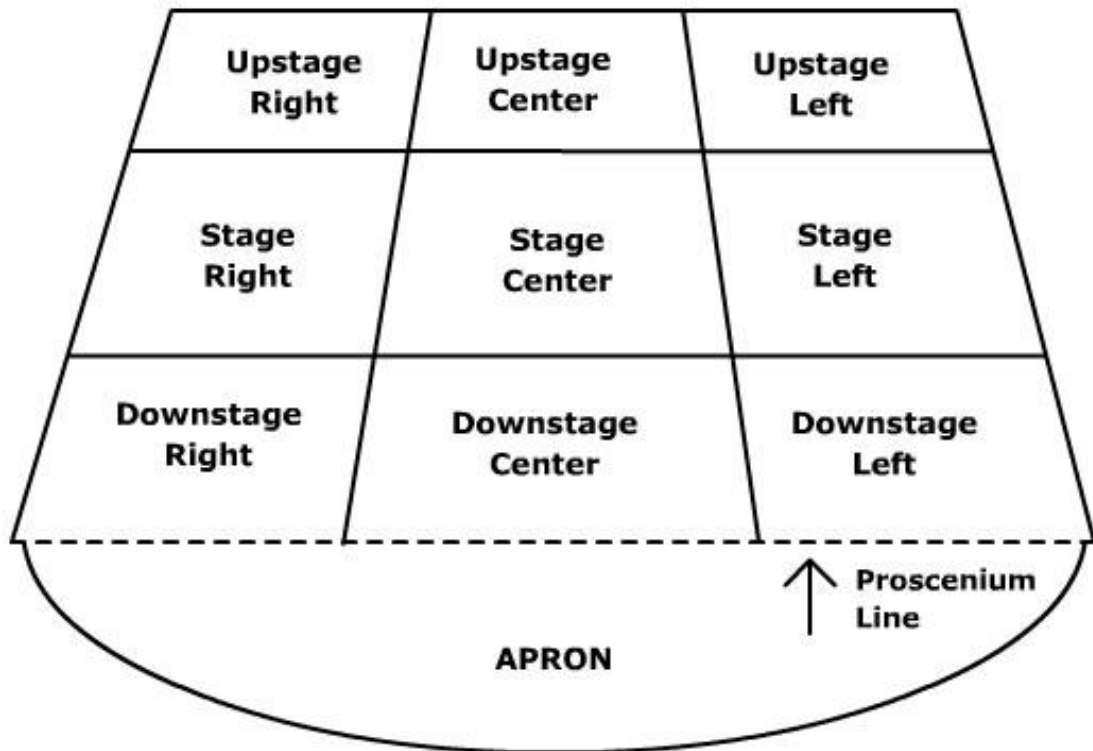 Upstage
Right
Upstage
Center
Upstage
Left
Stage
Right
Stage
Center
Stage
Left
Downstage
Right
Downstage
Center
Downstage
Left
Proscenium
Line
APRON